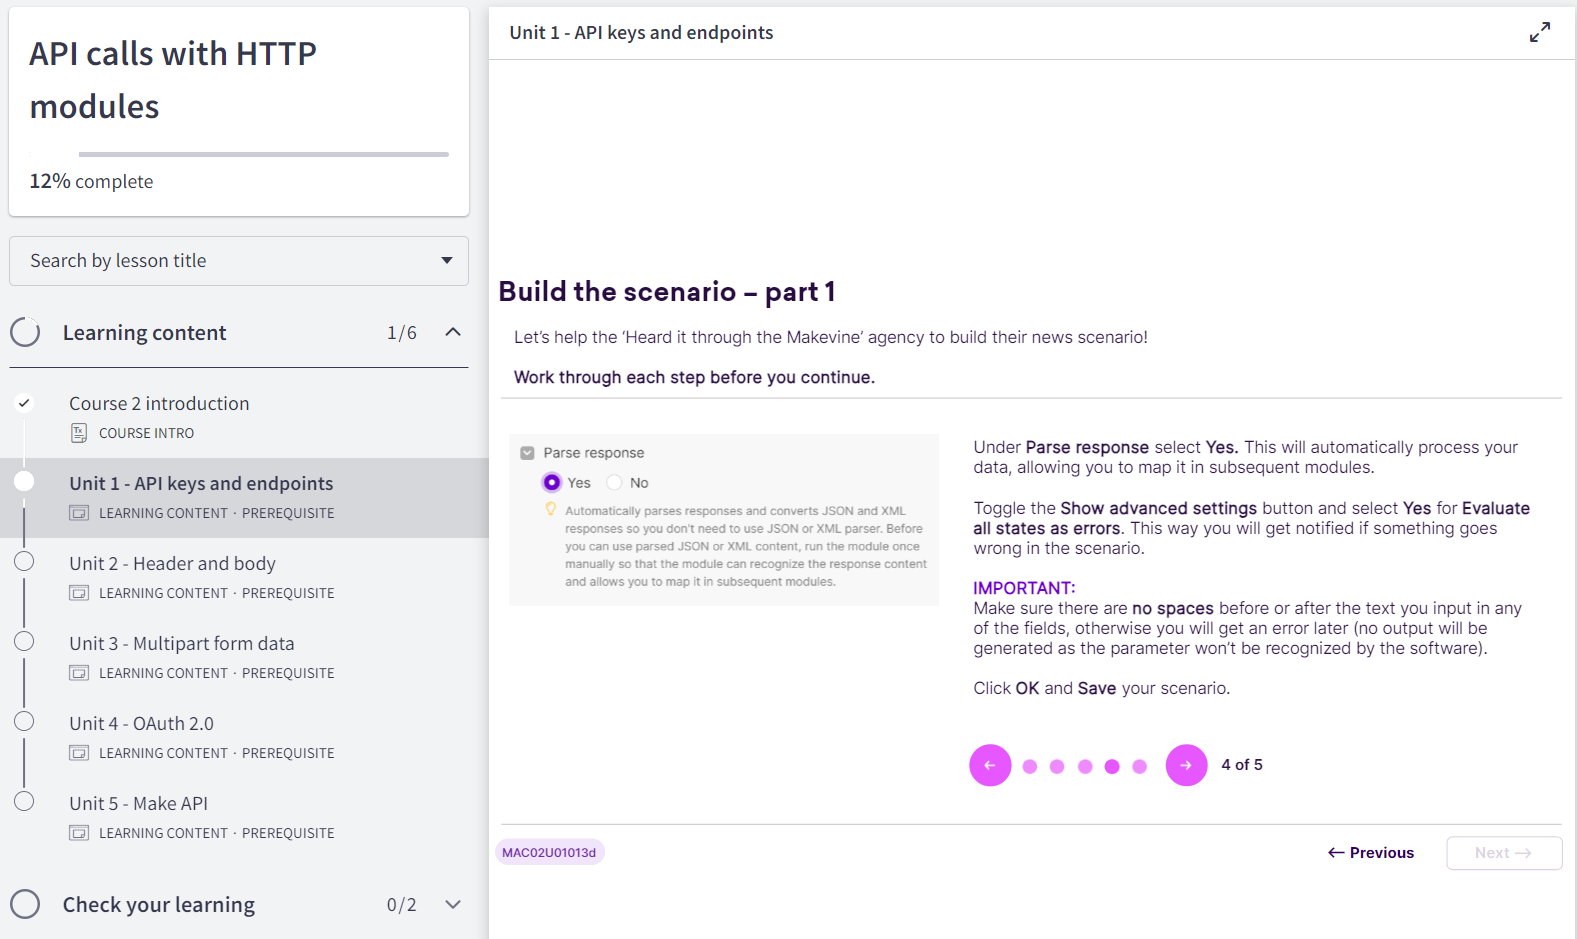 API calls with HTTP
modules
12% complete
Search by lesson title
Learning content 1/6
Course 2 introduction
COURSE INTRO
Unit 1 - API keys and endpoints
LEARNING CONTENT · PREREQUISITE
Unit 2 - Header and body
LEARNING CONTENT · PREREQUISITE
Unit 3 - Multipart form data
LEARNING CONTENT · PREREQUISITE
Unit 4 - OAuth 2.0
LEARNING CONTENT · PREREQUISITE
Unit 5 - Make API
LEARNING CONTENT · PREREQUISITE
Check your learning 0/2
Unit 1 - API keys and endpoints
Build the scenario – part 1
Let’s help the ‘Heard it through the Makevine’ agency to build their news scenario!
Work through each step before you continue.
Parse response
Yes No
Automatically parses responses and converts JSON and XML
responses so you don't need to use JSON or XML parser. Before
you can use parsed JSON or XML content, run the module once
manually so that the module can recognize the response content
and allows you to map it in subsequent modules.
Under Parse response select Yes. This will automatically process your
data, allowing you to map it in subsequent modules.
Toggle the Show advanced settings button and select Yes for Evaluate
all states as errors. This way you will get notified if something goes
wrong in the scenario.
IMPORTANT:
Make sure there are no spaces before or after the text you input in any
of the fields, otherwise you will get an error later (no output will be
generated as the parameter won’t be recognized by the software).
Click OK and Save your scenario.
← → 4 of 5
MAC02U01013d
← Previous
Next →